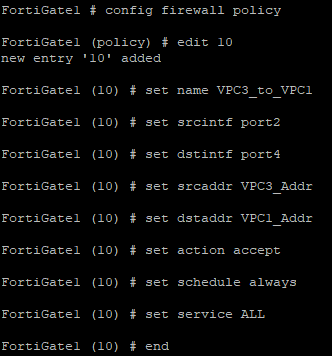 FortiGate1 # config firewall policy
FortiGate1 (policy) # edit 10
new entry '10' added
FortiGate1 (10) # set name VPC3_to_VPC1
FortiGate1 (10) # set srcintf port2
FortiGate1 (10) # set dstintf port4
FortiGate1 (10) # set srcaddr VPC3_Addr
FortiGate1 (10) # set dstaddr VPC1_Addr
FortiGate1 (10) # set action accept
FortiGate1 (10) # set schedule always
FortiGate1 (10) # set service ALL
FortiGate1 (10) # end